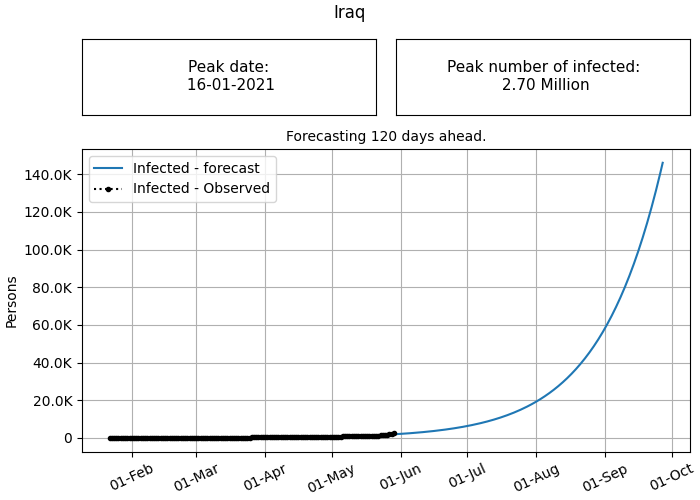 Iraq
Peak date:
16-01-2021
Peak number of infected:
2.70 Million
Forecasting 120 days ahead.
Infected - forecast
Infected - Observed
140.0K
120.0K
100.0K
80.0K
60.0K
40.0K
20.0K
0
Persons
01-Feb
01-Mar
01-Apr
01-May
01-Jun
01-Jul
01-Aug
01-Sep
01-Oct